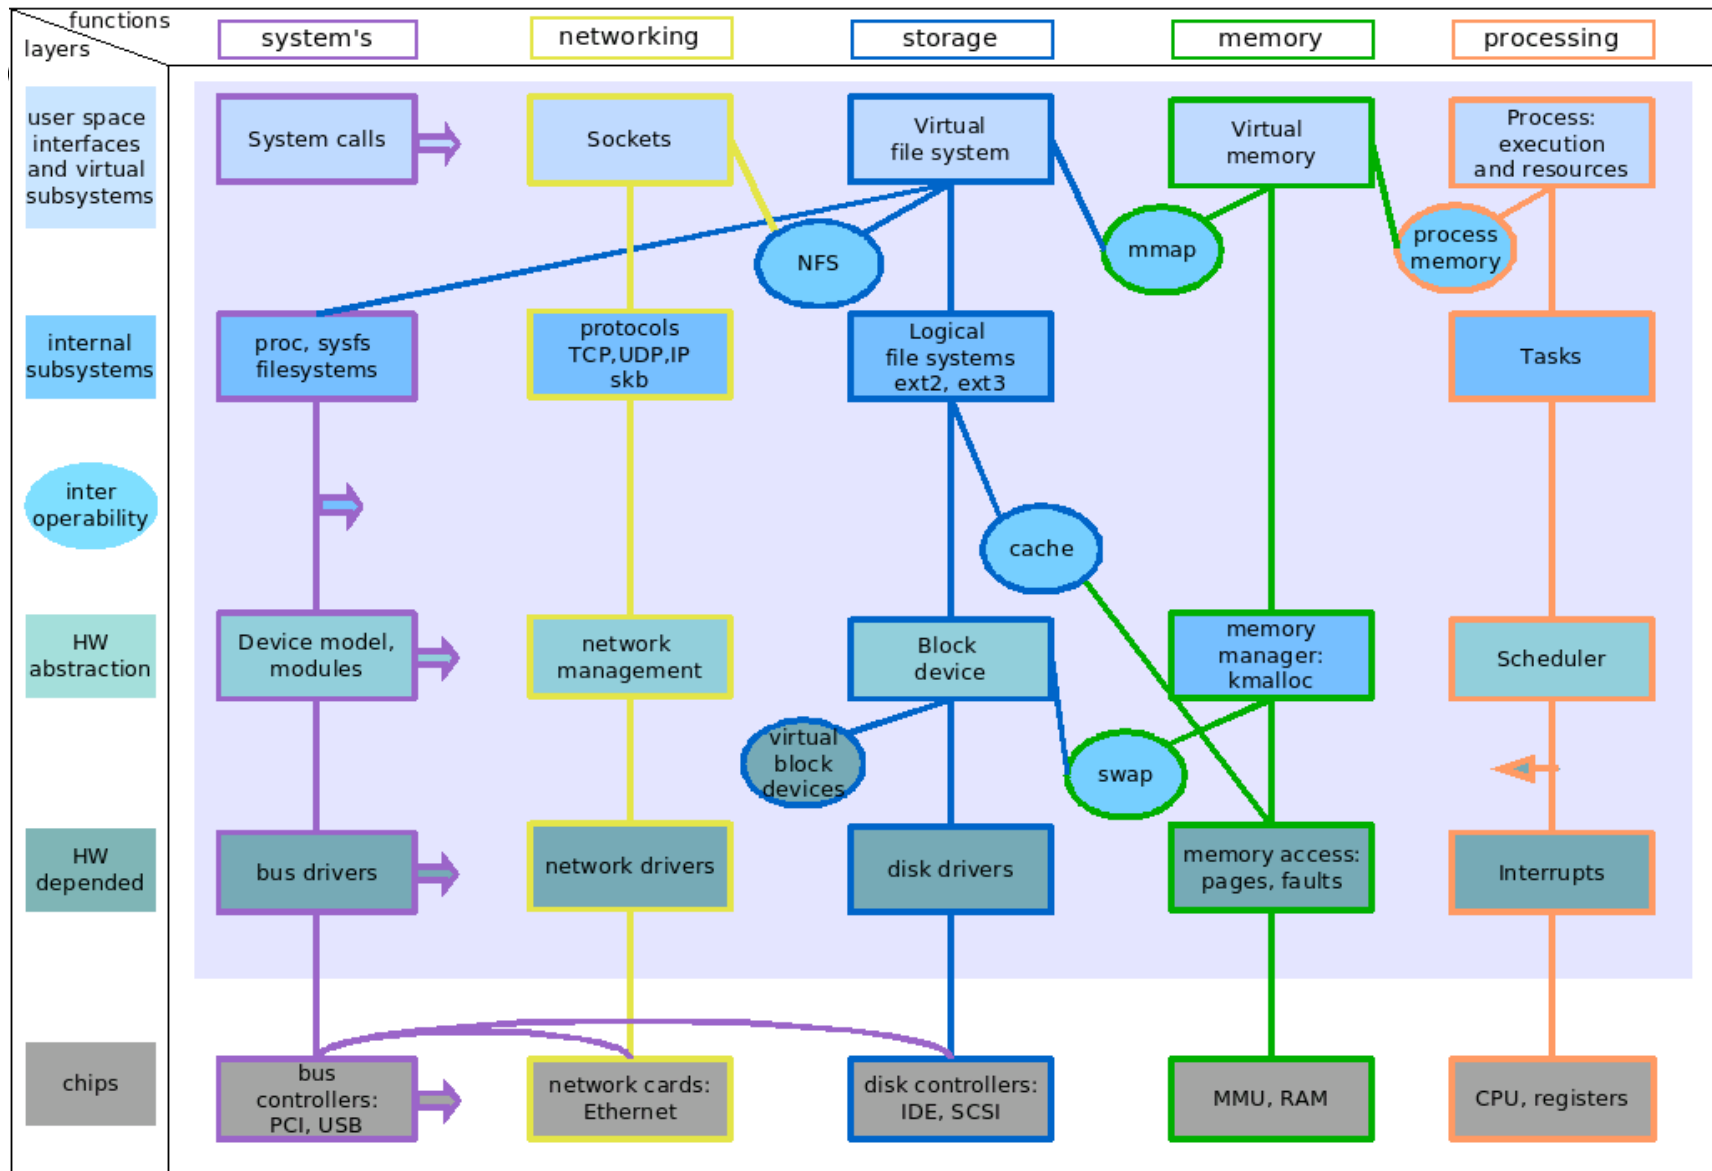 functions
layers
system's
networking
storage
memory
processing
user space
interfaces
and virtual
subsystems
System calls
Sockets
Virtual
file system
Virtual
memory
Process:
execution
and resources
NFS
mmap
process
memory
internal
subsystems
proc, sysfs
filesystems
protocols
TCP,UDP,IP
skb
Logical
file systems
ext2, ext3
Tasks
inter
operability
cache
HW
abstraction
Device model,
modules
network
management
Block
device
memory
manager:
kmalloc
Scheduler
virtual
block
devices
swap
HW
depended
bus drivers
network drivers
disk drivers
memory access:
pages, faults
Interrupts
chips
bus
controllers:
PCI, USB
network cards:
Ethernet
disk controllers:
IDE, SCSI
MMU, RAM
CPU, registers